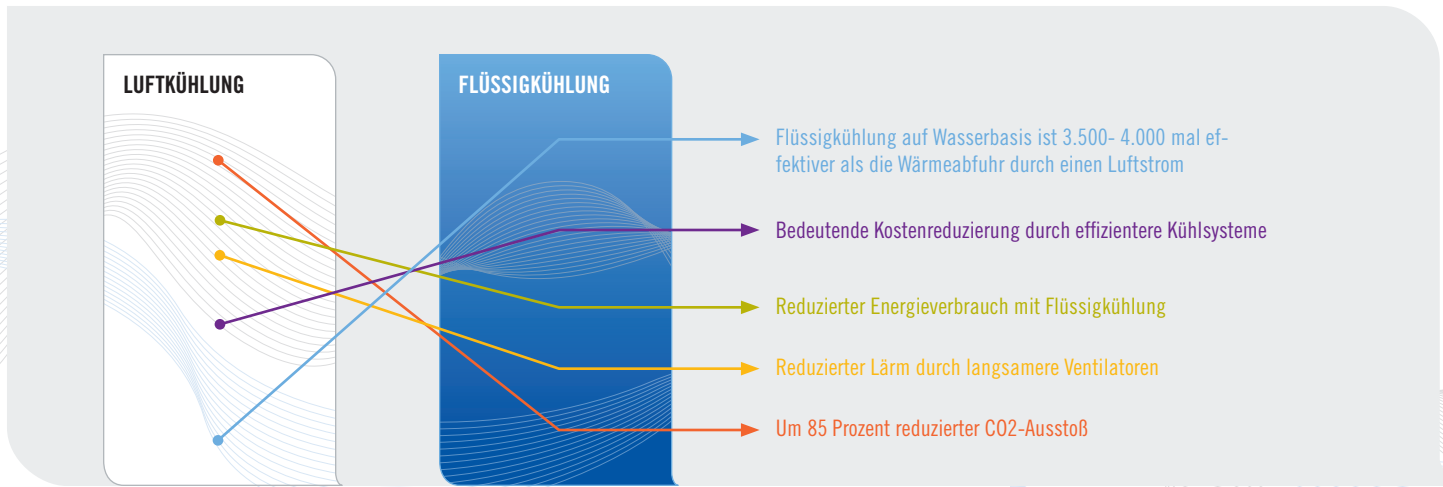 LUFTKÜHLUNG
FLÜSSIGKÜHLUNG
Flüssigkühlung auf Wasserbasis ist 3.500- 4.000 mal ef-
fektiver als die Wärmeabfuhr durch einen Luftstrom
Bedeutende Kostenreduzierung durch effizientere Kühlsysteme
Reduzierter Energieverbrauch mit Flüssigkühlung
Reduzierter Lärm durch langsamere Ventilatoren
Um 85 Prozent reduzierter CO2-Ausstoß